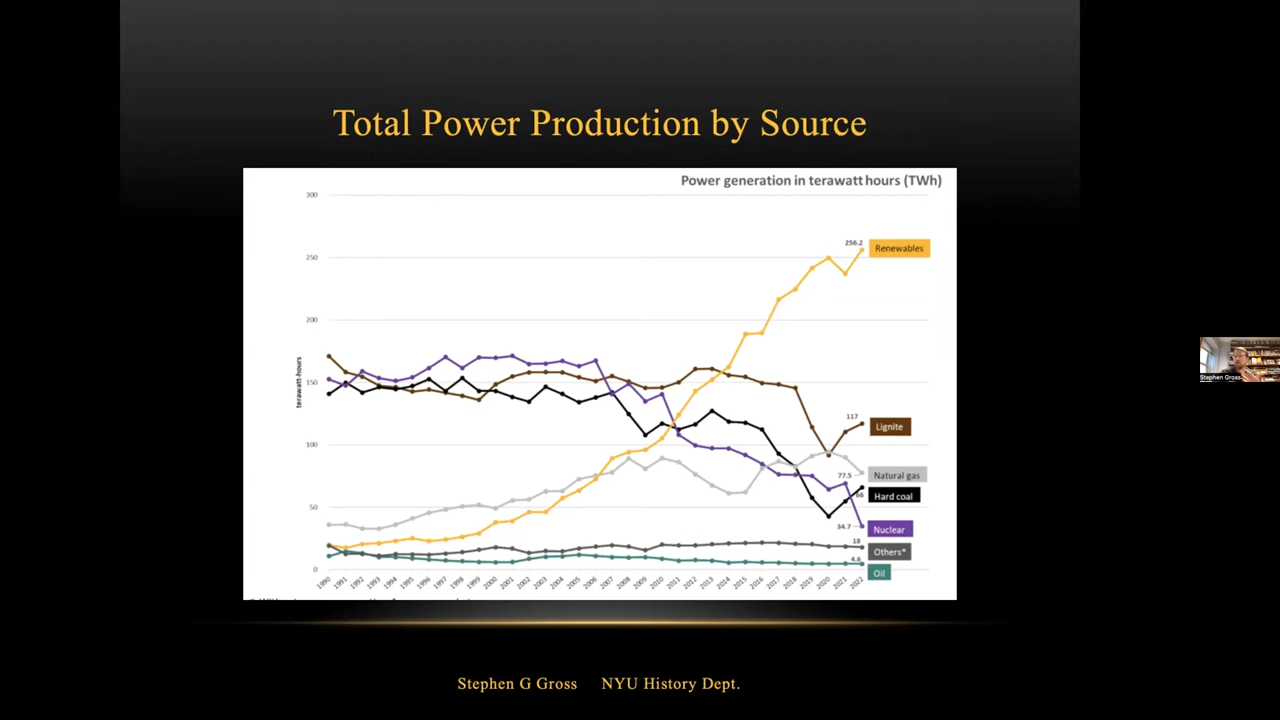 Total Power Production by Source
Power generation in terawatt hours (TWh)
300
250
200
150
100
50
0
terawatt-hours
256.2
Renewables
117
Lignite
77.5
Natural gas
66
Hard coal
34.7
Nuclear
18
Others*
4.6
Oil
1990 1991 1992 1993 1994 1995 1996 1997 1998 1999 2000 2001 2002 2003 2004 2005 2006 2007 2008 2009 2010 2011 2012 2013 2014 2015 2016 2017 2018 2019 2020 2021 2022
Stephen G Gross NYU History Dept.
Stephen Gross